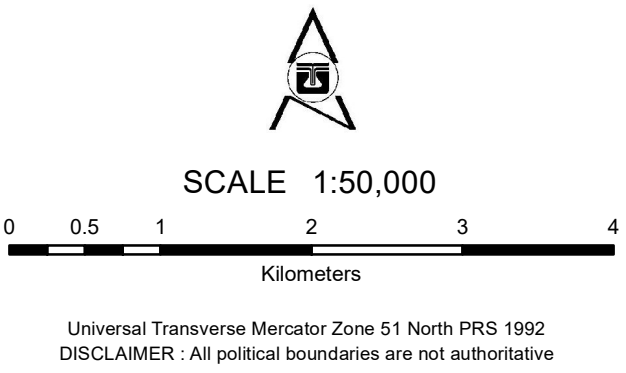 SCALE 1:50,000
0 0.5 1 2 3 4
Kilometers
Universal Transverse Mercator Zone 51 North PRS 1992
DISCLAIMER : All political boundaries are not authoritative